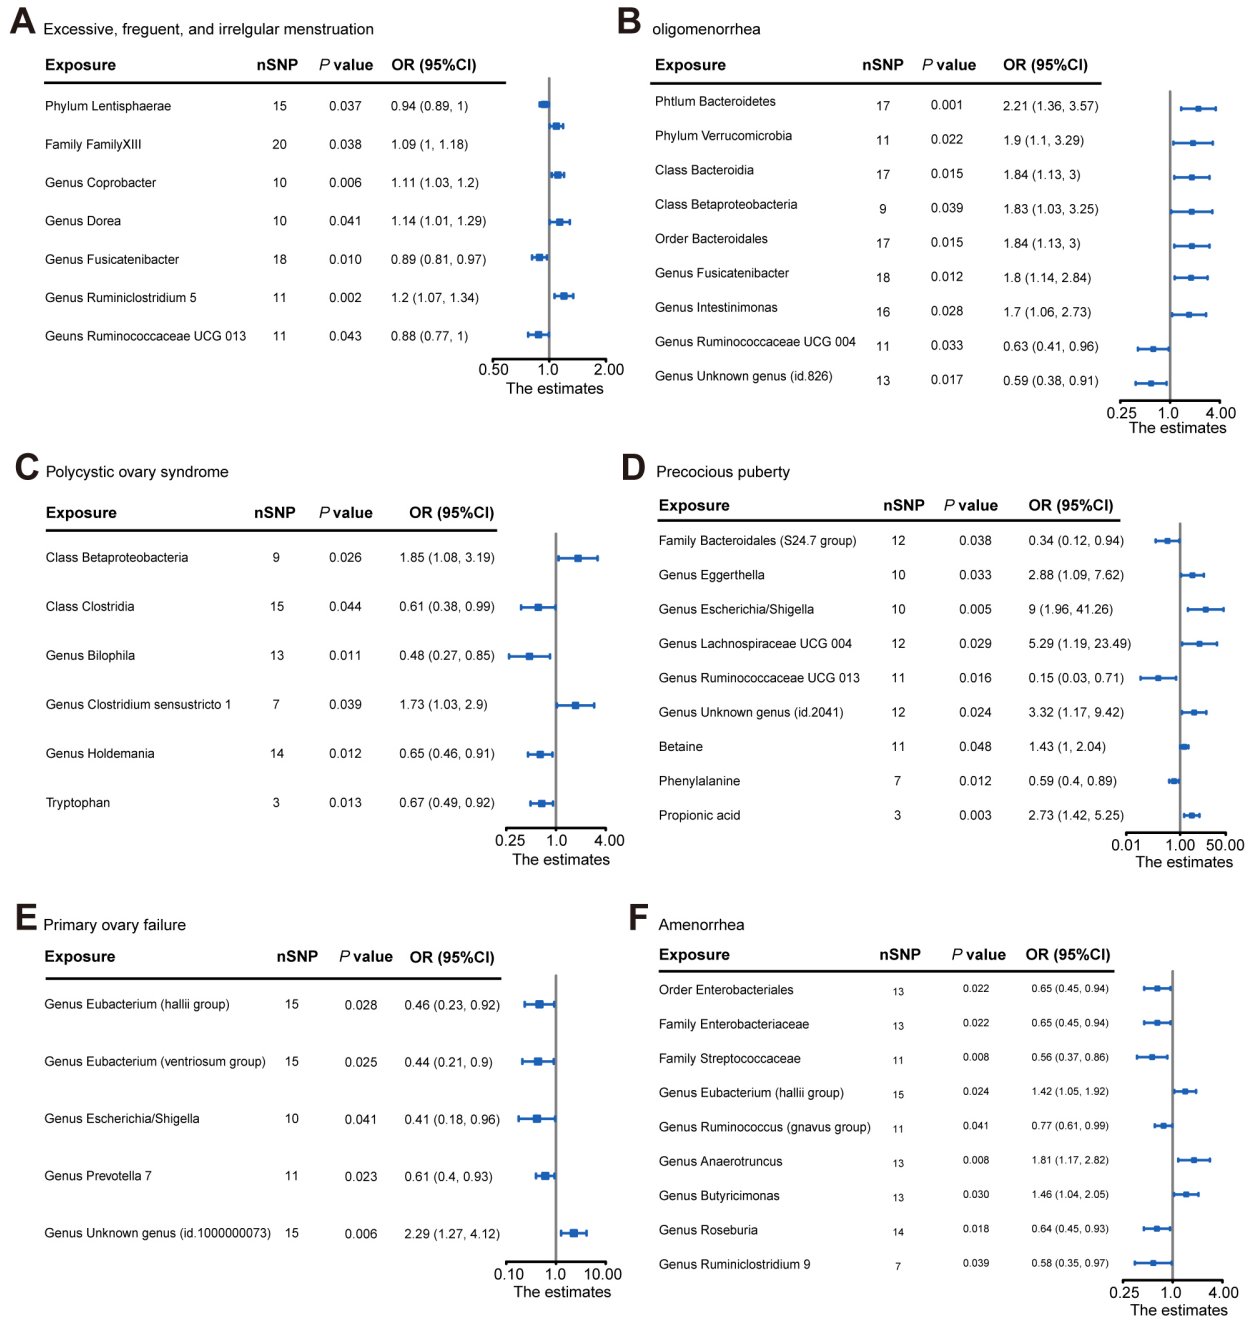 A Excessive, frequent, and irrelgular menstruation
Exposure nSNP P value OR (95%CI)
Phylum Lentisphaerae 15 0.037 0.94 (0.89, 1)
Family FamilyXIII 20 0.038 1.09 (1, 1.18)
Genus Coprobacter 10 0.006 1.11 (1.03, 1.2)
Genus Dorea 10 0.041 1.14 (1.01, 1.29)
Genus Fusicatenibacter 18 0.010 0.89 (0.81, 0.97)
Genus Ruminiclostridium 5 11 0.002 1.2 (1.07, 1.34)
Geuns Ruminococcaceae UCG 013 11 0.043 0.88 (0.77, 1)
0.50 1.0 2.00
The estimates
B oligomenorrhea
Exposure nSNP P value OR (95%CI)
Phtlum Bacteroidetes 17 0.001 2.21 (1.36, 3.57)
Phylum Verrucomicrobia 11 0.022 1.9 (1.1, 3.29)
Class Bacteroidia 17 0.015 1.84 (1.13, 3)
Class Betaproteobacteria 9 0.039 1.83 (1.03, 3.25)
Order Bacteroidales 17 0.015 1.84 (1.13, 3)
Genus Fusicatenibacter 18 0.012 1.8 (1.14, 2.84)
Genus Intestinimonas 16 0.028 1.7 (1.06, 2.73)
Genus Ruminococcaceae UCG 004 11 0.033 0.63 (0.41, 0.96)
Genus Unknown genus (id.826) 13 0.017 0.59 (0.38, 0.91)
0.25 1.0 4.00
The estimates
C Polycystic ovary syndrome
Exposure nSNP P value OR (95%CI)
Class Betaproteobacteria 9 0.026 1.85 (1.08, 3.19)
Class Clostridia 15 0.044 0.61 (0.38, 0.99)
Genus Bilophila 13 0.011 0.48 (0.27, 0.85)
Genus Clostridium sensustricto 1 7 0.039 1.73 (1.03, 2.9)
Genus Holdemania 14 0.012 0.65 (0.46, 0.91)
Tryptophan 3 0.013 0.67 (0.49, 0.92)
0.25 1.0 4.00
The estimates
D Precocious puberty
Exposure nSNP P value OR (95%CI)
Family Bacteroidales (S24.7 group) 12 0.038 0.34 (0.12, 0.94)
Genus Eggerthella 10 0.033 2.88 (1.09, 7.62)
Genus Escherichia/Shigella 10 0.005 9 (1.96, 41.26)
Genus Lachnospiraceae UCG 004 12 0.029 5.29 (1.19, 23.49)
Genus Ruminococcaceae UCG 013 11 0.016 0.15 (0.03, 0.71)
Genus Unknown genus (id.2041) 12 0.024 3.32 (1.17, 9.42)
Betaine 11 0.048 1.43 (1, 2.04)
Phenylalanine 7 0.012 0.59 (0.4, 0.89)
Propionic acid 3 0.003 2.73 (1.42, 5.25)
0.01 1.00 50.00
The estimates
E Primary ovary failure
Exposure nSNP P value OR (95%CI)
Genus Eubacterium (hallii group) 15 0.028 0.46 (0.23, 0.92)
Genus Eubacterium (ventriosum group) 15 0.025 0.44 (0.21, 0.9)
Genus Escherichia/Shigella 10 0.041 0.41 (0.18, 0.96)
Genus Prevotella 7 11 0.023 0.61 (0.4, 0.93)
Genus Unknown genus (id.1000000073) 15 0.006 2.29 (1.27, 4.12)
0.10 1.0 10.00
The estimates
F Amenorrhea
Exposure nSNP P value OR (95%CI)
Order Enterobacteriales 13 0.022 0.65 (0.45, 0.94)
Family Enterobacteriaceae 13 0.022 0.65 (0.45, 0.94)
Family Streptococcaceae 11 0.008 0.56 (0.37, 0.86)
Genus Eubacterium (hallii group) 15 0.024 1.42 (1.05, 1.92)
Genus Ruminococcus (gnavus group) 11 0.041 0.77 (0.61, 0.99)
Genus Anaerotruncus 13 0.008 1.81 (1.17, 2.82)
Genus Butyricimonas 13 0.030 1.46 (1.04, 2.05)
Genus Roseburia 14 0.018 0.64 (0.45, 0.93)
Genus Ruminiclostridium 9 7 0.039 0.58 (0.35, 0.97)
0.25 1.0 4.00
The estimates